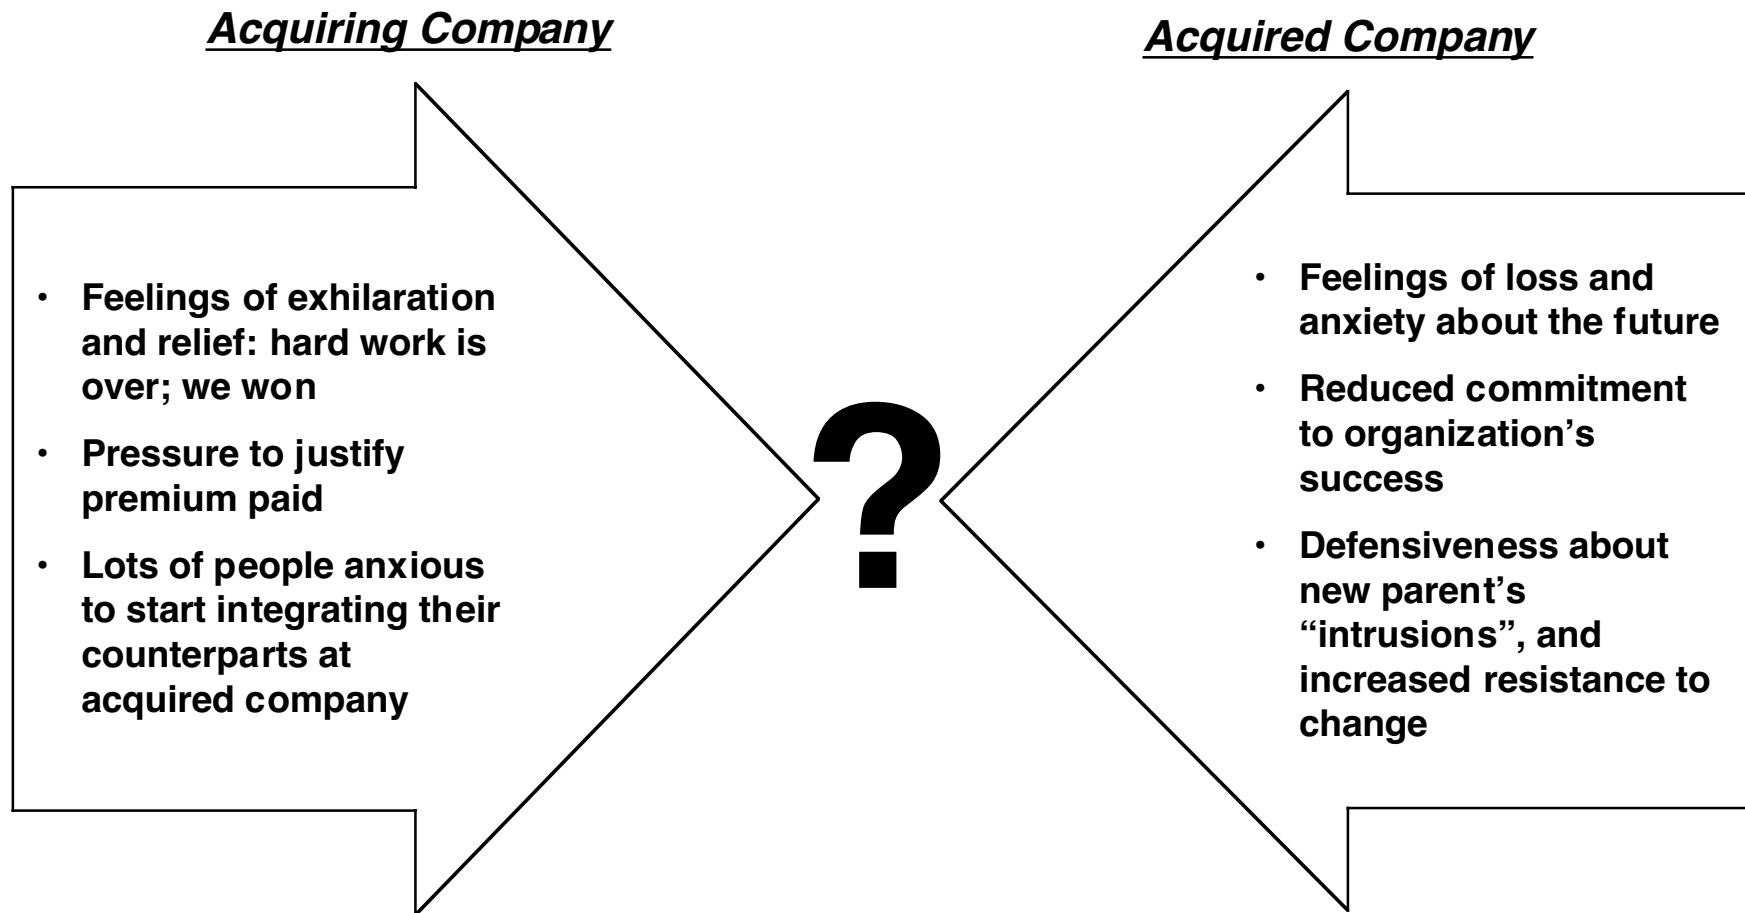 Acquiring Company
• Feelings of exhilaration
and relief: hard work is
over; we won
• Pressure to justify
premium paid
• Lots of people anxious
to start integrating their
counterparts at
acquired company
?
Acquired Company
• Feelings of loss and
anxiety about the future
• Reduced commitment
to organization’s
success
• Defensiveness about
new parent’s
“intrusions”, and
increased resistance to
change